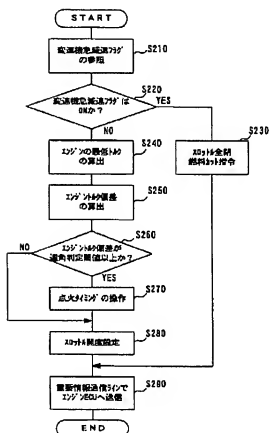 START
S210
変速機急減速フラグ
の参照
S220
変速機急減速フラグは
ONか?
YES
NO
S230
スロットル全閉
燃料カット指令
S240
エンジンの最低トルク
の算出
S250
エンジントルク偏差
の算出
S260
エンジントルク偏差が
遅角判定閾値以上か?
NO
YES
S270
点火タイミングの操作
S280
スロットル開度設定
S290
重要情報送信ラインで
エンジンECUへ送信
END